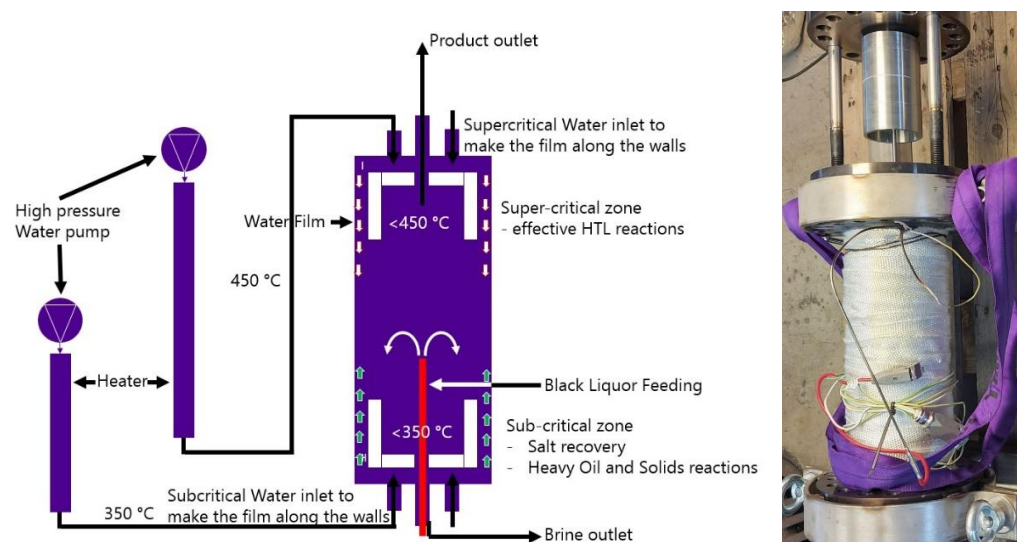 Product outlet
Supercritical Water inlet to
make the film along the walls
High pressure
Water pump
Water Film
<450 °C
Super-critical zone
- effective HTL reactions
450 °C
Heater
Black Liquor Feeding
<350 °C
Sub-critical zone
- Salt recovery
- Heavy Oil and Solids reactions
Subcritical Water inlet to
make the film along the walls
350 °C
Brine outlet